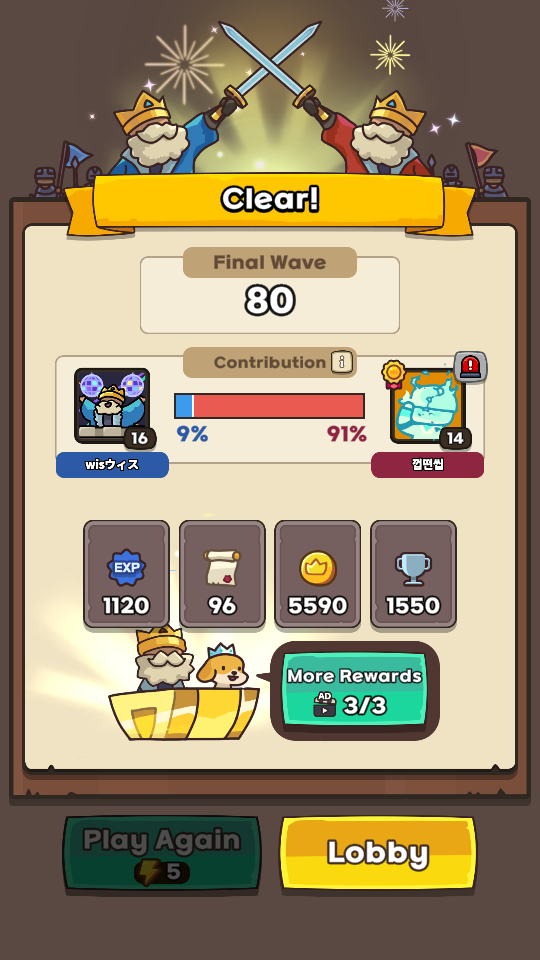 Clear!
Final Wave
80
Contribution
i
16
14
9%
91%
wisウィス
껍떤씹
EXP
1120
96
5590
1550
More Rewards
AD
3/3
Play Again
5
Lobby